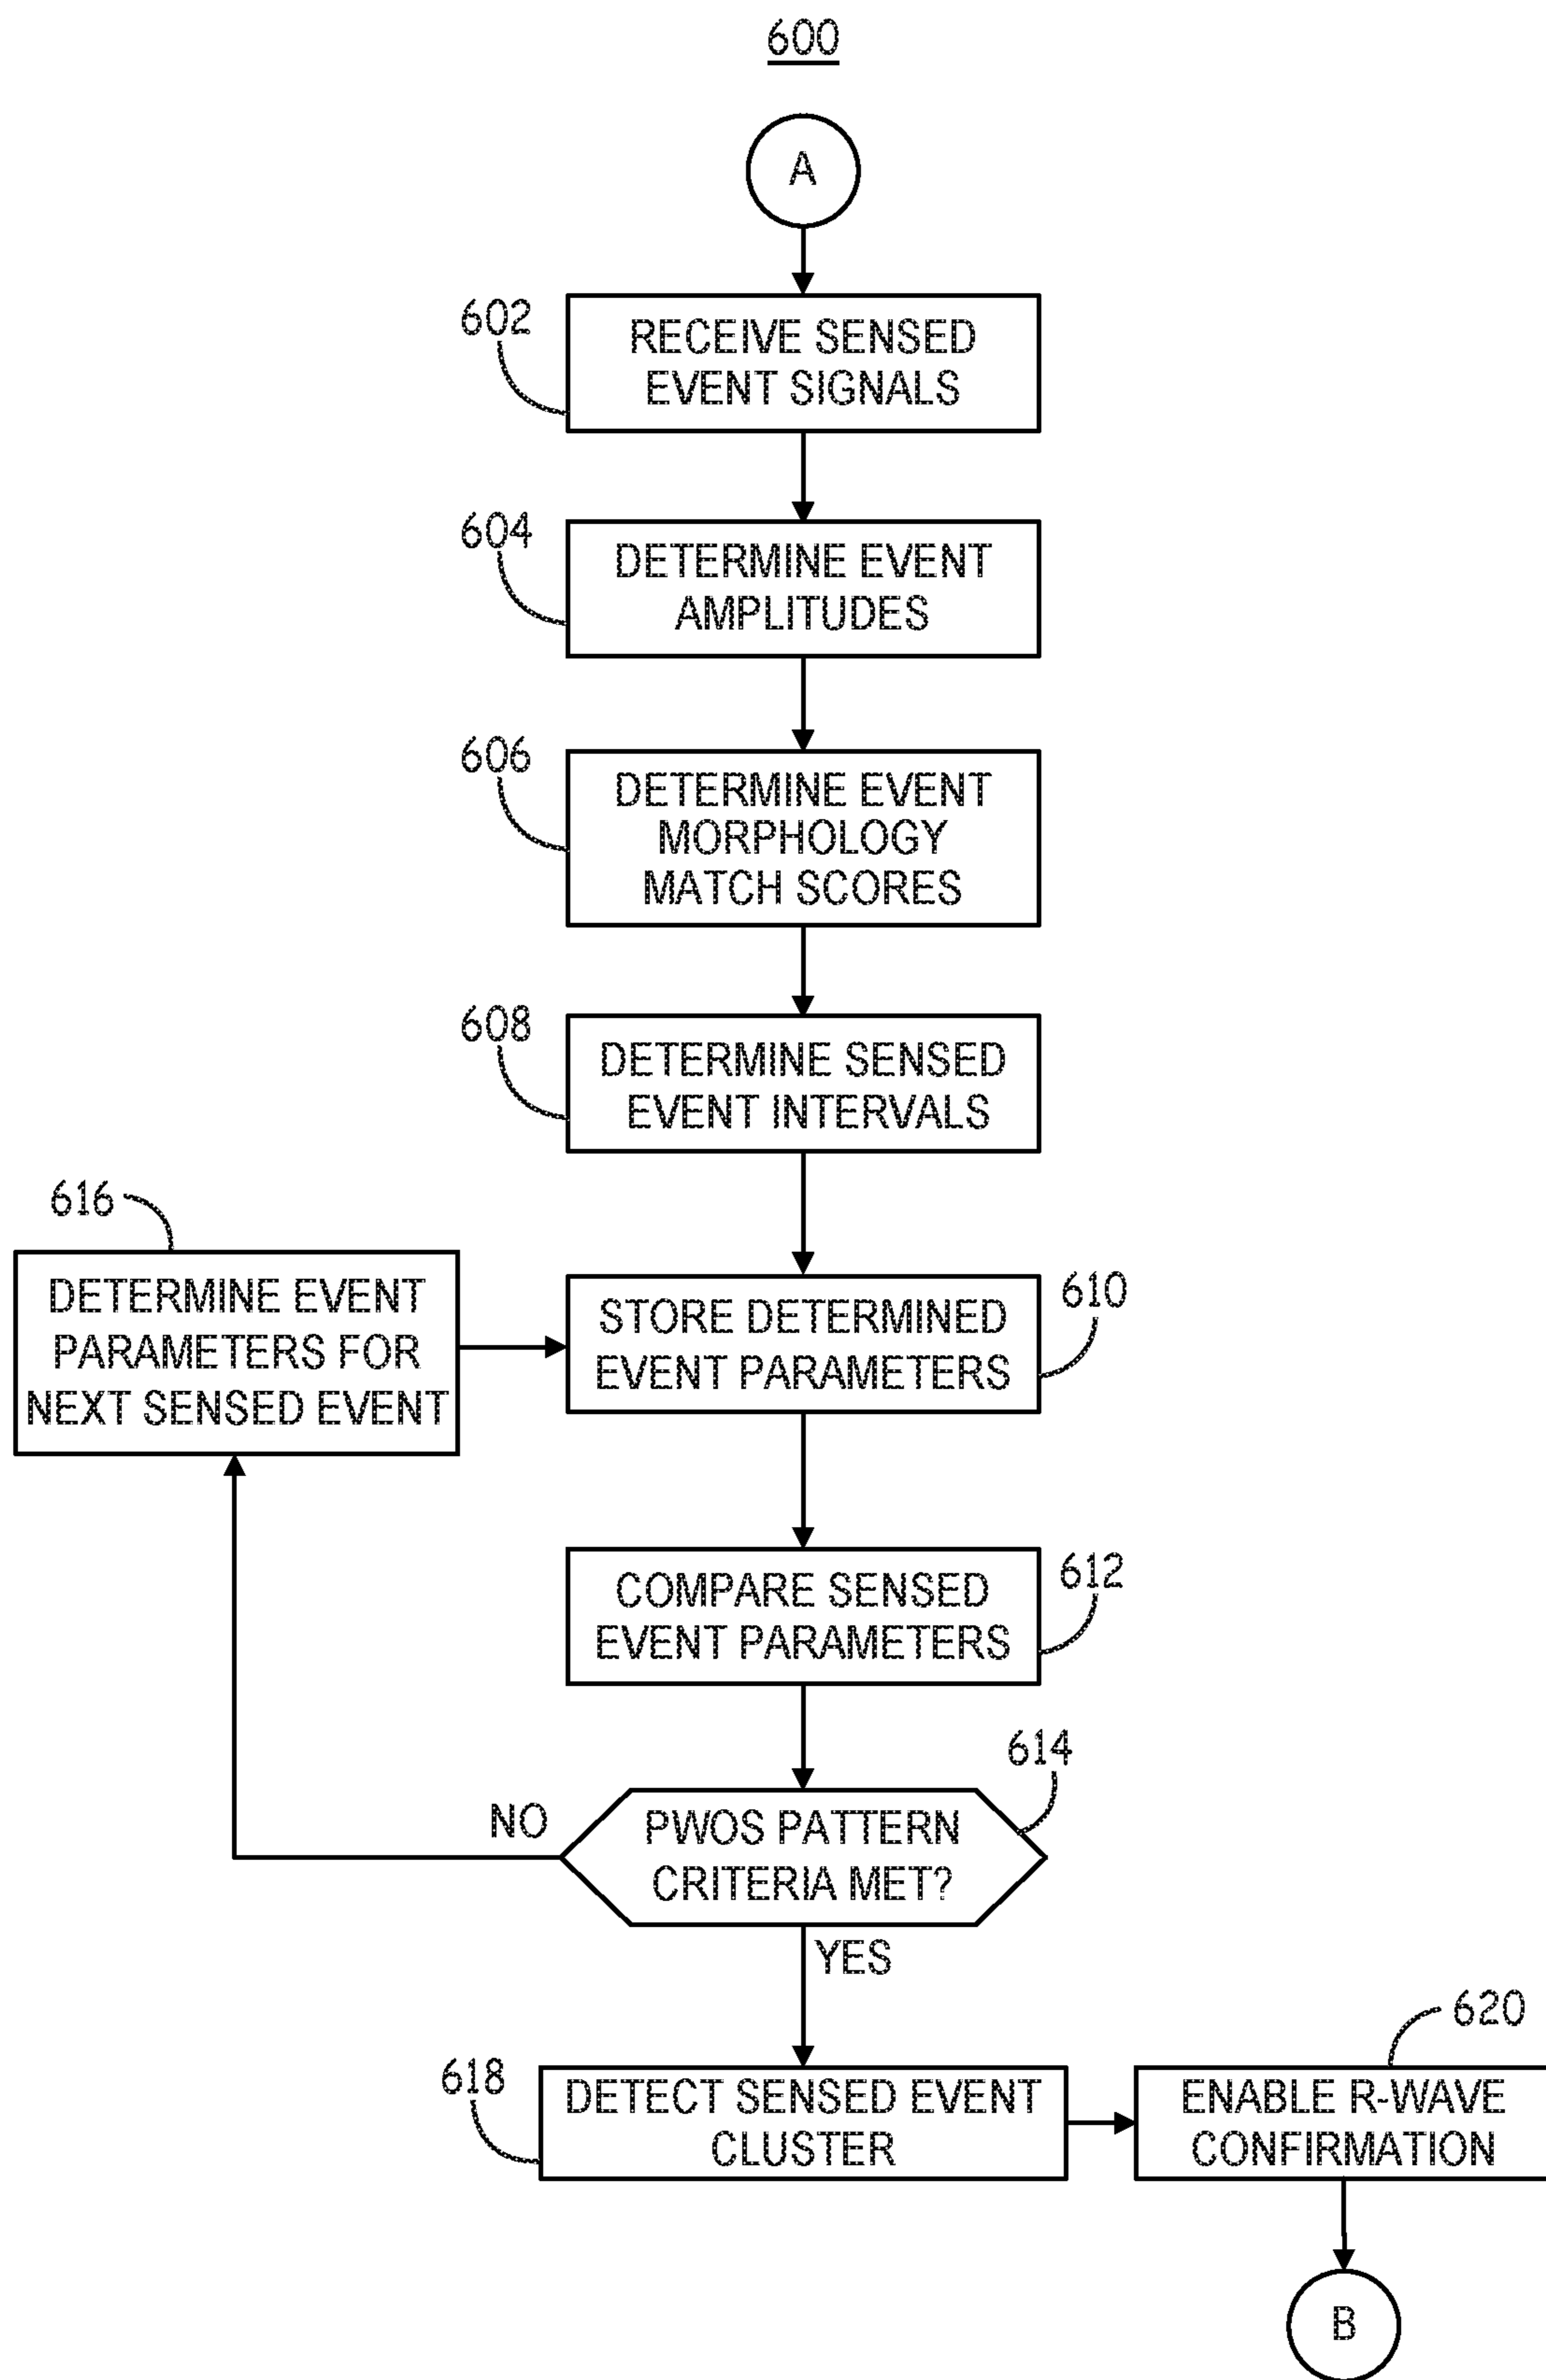 600
A
602
RECEIVE SENSED
EVENT SIGNALS
604
DETERMINE EVENT
AMPLITUDES
606
DETERMINE EVENT
MORPHOLOGY
MATCH SCORES
608
DETERMINE SENSED
EVENT INTERVALS
616
DETERMINE EVENT
PARAMETERS FOR
NEXT SENSED EVENT
STORE DETERMINED
EVENT PARAMETERS
610
COMPARE SENSED
EVENT PARAMETERS
612
614
NO
PWOS PATTERN
CRITERIA MET?
YES
618
DETECT SENSED EVENT
CLUSTER
620
ENABLE R-WAVE
CONFIRMATION
B